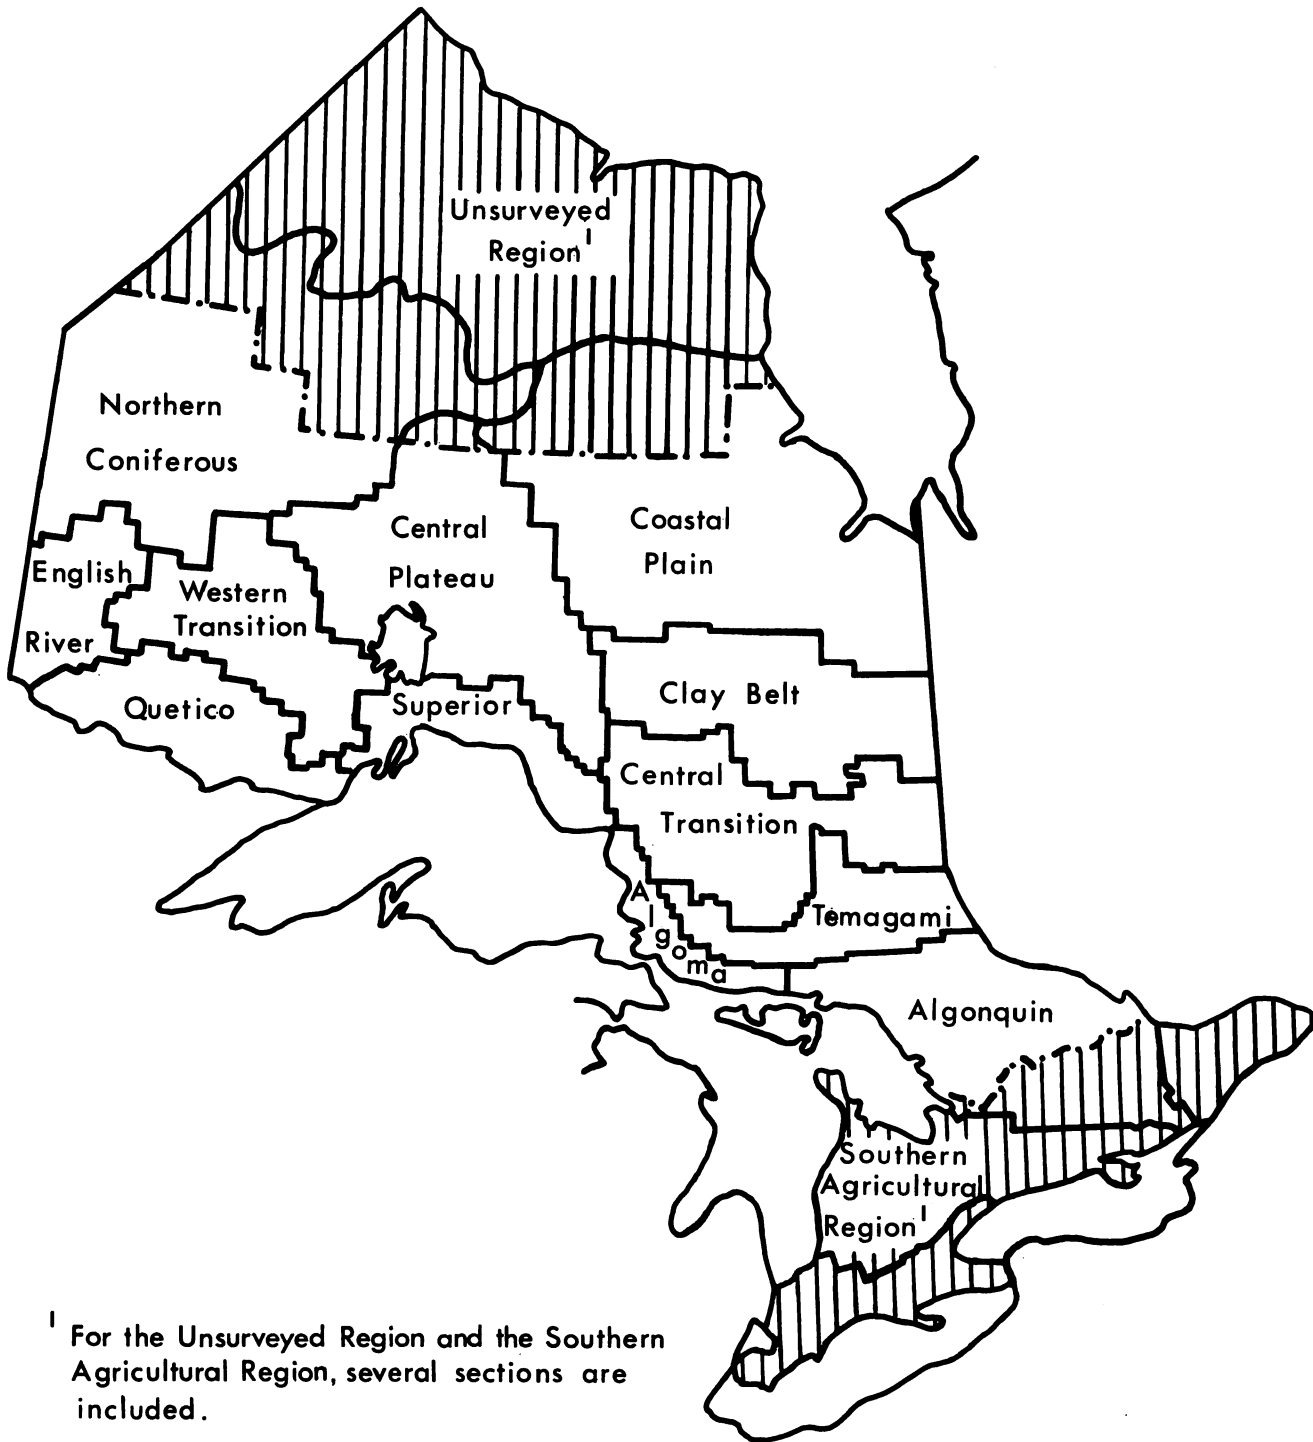 Unsurveyed
Region1
Northern
Coniferous
Central
Plateau
Coastal
Plain
English
River
Western
Transition
Quetico
Superior
Clay Belt
Central
Transition
Algoma
Temagami
Algonquin
Southern
Agricultural
Region1
1 For the Unsurveyed Region and the Southern
Agricultural Region, several sections are
included.